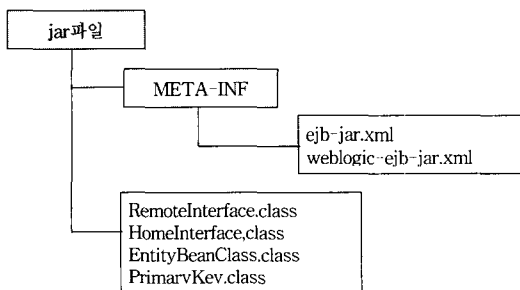 jar파일
META-INF
ejb-jar.xml
weblogic-ejb-jar.xml
RemoteInterface.class
HomeInterface,class
EntityBeanClass.class
PrimaryKey.class